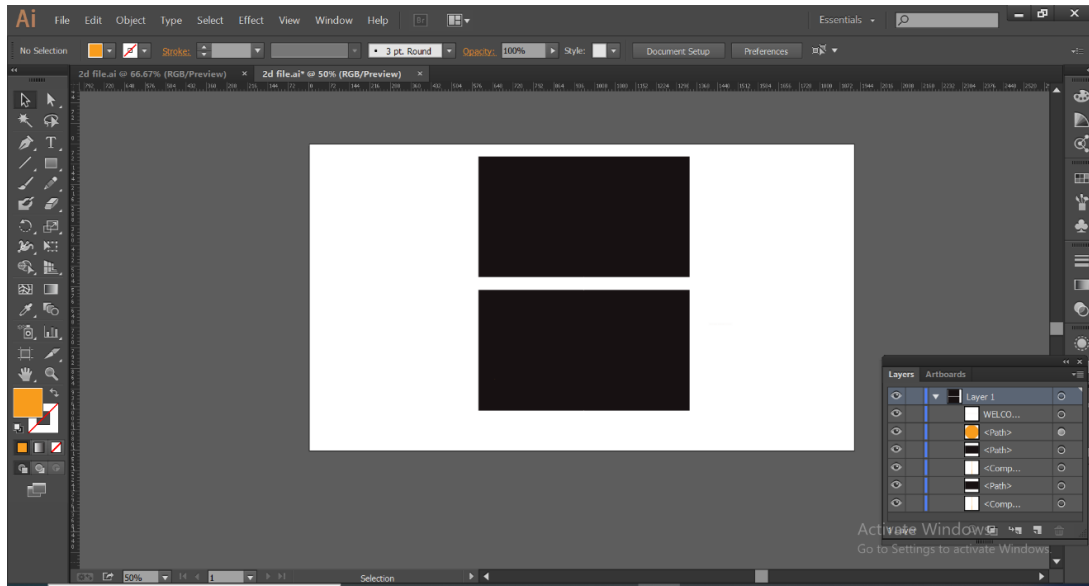 Ai File Edit Object Type Select Effect View Window Help Br Essentials
No Selection Stroke: 3 pt. Round Opacity: 100% Style: Document Setup Preferences
2d file.ai @ 66.67% (RGB/Preview) × 2d file.ai* @ 50% (RGB/Preview) ×
Layers Artboards
Layer 1
WELCO...
<Path>
<Path>
<Comp...
<Path>
<Comp...
Activate Windows
Go to Settings to activate Windows.
50% 1 Selection